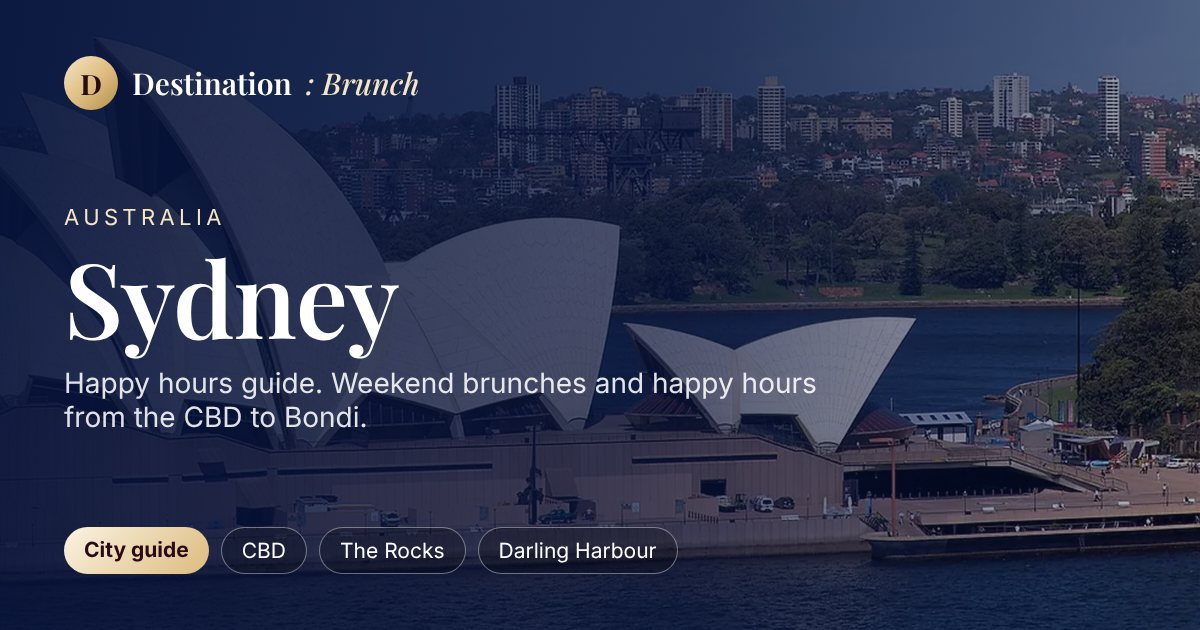 D Destination : Brunch
AUSTRALIA
Sydney
Happy hours guide. Weekend brunches and happy hours
from the CBD to Bondi.
City guide CBD The Rocks Darling Harbour